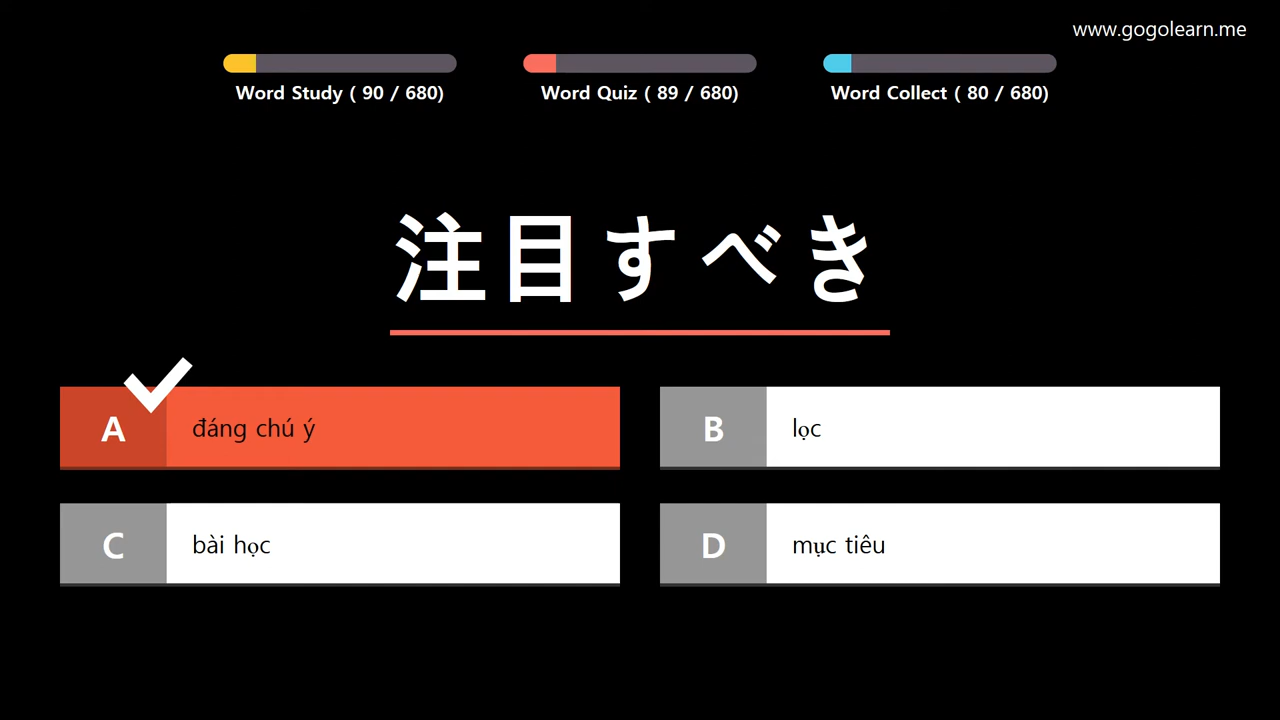 www.gogolearn.me
Word Study ( 90 / 680)
Word Quiz ( 89 / 680)
Word Collect ( 80 / 680)
注目すべき
A
đáng chú ý
B
lọc
C
bài học
D
mục tiêu